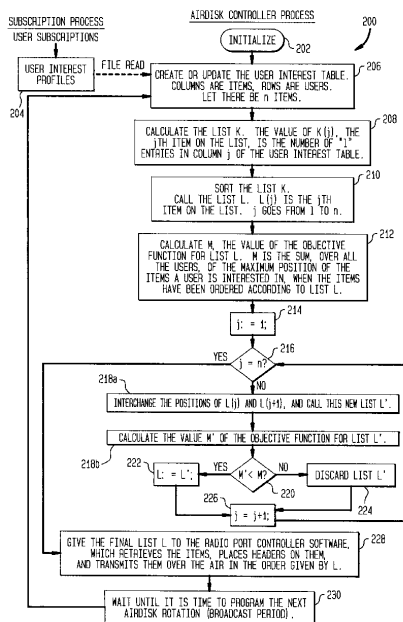 SUBSCRIPTION PROCESS
USER SUBSCRIPTIONS
AIRDISK CONTROLLER PROCESS
200
INITIALIZE
202
USER INTEREST
PROFILES
204
FILE READ
206
CREATE OR UPDATE THE USER INTEREST TABLE.
COLUMNS ARE ITEMS, ROWS ARE USERS.
LET THERE BE n ITEMS.
208
CALCULATE THE LIST K. THE VALUE OF K(j), THE
jTH ITEM ON THE LIST, IS THE NUMBER OF "1"
ENTRIES IN COLUMN j OF THE USER INTEREST TABLE.
210
SORT THE LIST K.
CALL THE LIST L. L(j) IS THE jTH
ITEM ON THE LIST. j GOES FROM 1 TO n.
212
CALCULATE M, THE VALUE OF THE OBJECTIVE
FUNCTION FOR LIST L. M IS THE SUM, OVER ALL
THE USERS, OF THE MAXIMUM POSITION OF THE
ITEMS A USER IS INTERESTED IN, WHEN THE ITEMS
HAVE BEEN ORDERED ACCORDING TO LIST L.
214
j: = 1;
216
YES
j = n?
218a
NO
INTERCHANGE THE POSITIONS OF L(j) AND L(j+1), AND CALL THIS NEW LIST L'.
CALCULATE THE VALUE M' OF THE OBJECTIVE FUNCTION FOR LIST L'.
218b
222
L: = L';
YES
M'< M?
NO
220
DISCARD LIST L'
224
226
j = j+1;
228
GIVE THE FINAL LIST L TO THE RADIO PORT CONTROLLER SOFTWARE,
WHICH RETRIEVES THE ITEMS, PLACES HEADERS ON THEM,
AND TRANSMITS THEM OVER THE AIR IN THE ORDER GIVEN BY L.
230
WAIT UNTIL IT IS TIME TO PROGRAM THE NEXT
AIRDISK ROTATION (BROADCAST PERIOD).